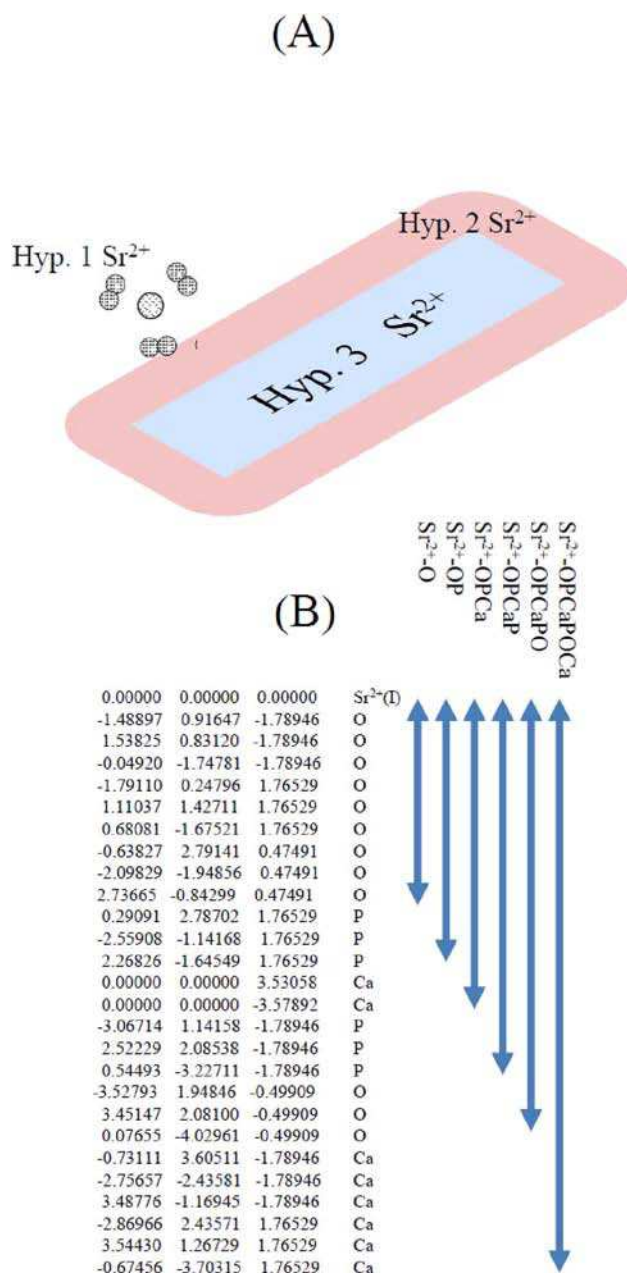 (A)
Hyp. 1 Sr²⁺
Hyp. 2 Sr²⁺
Hyp. 3 Sr²⁺
Sr²⁺-O
Sr²⁺-OP
Sr²⁺-OPCa
Sr²⁺-OPCaP
Sr²⁺-OPCaPO
Sr²⁺-OPCaPOCa
(B)
0.00000 0.00000 0.00000 Sr²⁺(I)
-1.48897 0.91647 -1.78946 O
1.53825 0.83120 -1.78946 O
-0.04920 -1.74781 -1.78946 O
-1.79110 0.24796 1.76529 O
1.11037 1.42711 1.76529 O
0.68081 -1.67521 1.76529 O
-0.63827 2.79141 0.47491 O
-2.09829 -1.94856 0.47491 O
2.73665 -0.84299 0.47491 O
0.29091 2.78702 1.76529 P
-2.55908 -1.14168 1.76529 P
2.26826 -1.64549 1.76529 P
0.00000 0.00000 3.53058 Ca
0.00000 0.00000 -3.57892 Ca
-3.06714 1.14158 -1.78946 P
2.52229 2.08538 -1.78946 P
0.54493 -3.22711 -1.78946 P
-3.52793 1.94846 -0.49909 O
3.45147 2.08100 -0.49909 O
0.07655 -4.02961 -0.49909 O
-0.73111 3.60511 -1.78946 Ca
-2.75657 -2.43581 -1.78946 Ca
3.48776 -1.16945 -1.78946 Ca
-2.86966 2.43571 1.76529 Ca
3.54430 1.26729 1.76529 Ca
-0.67456 -3.70315 1.76529 Ca